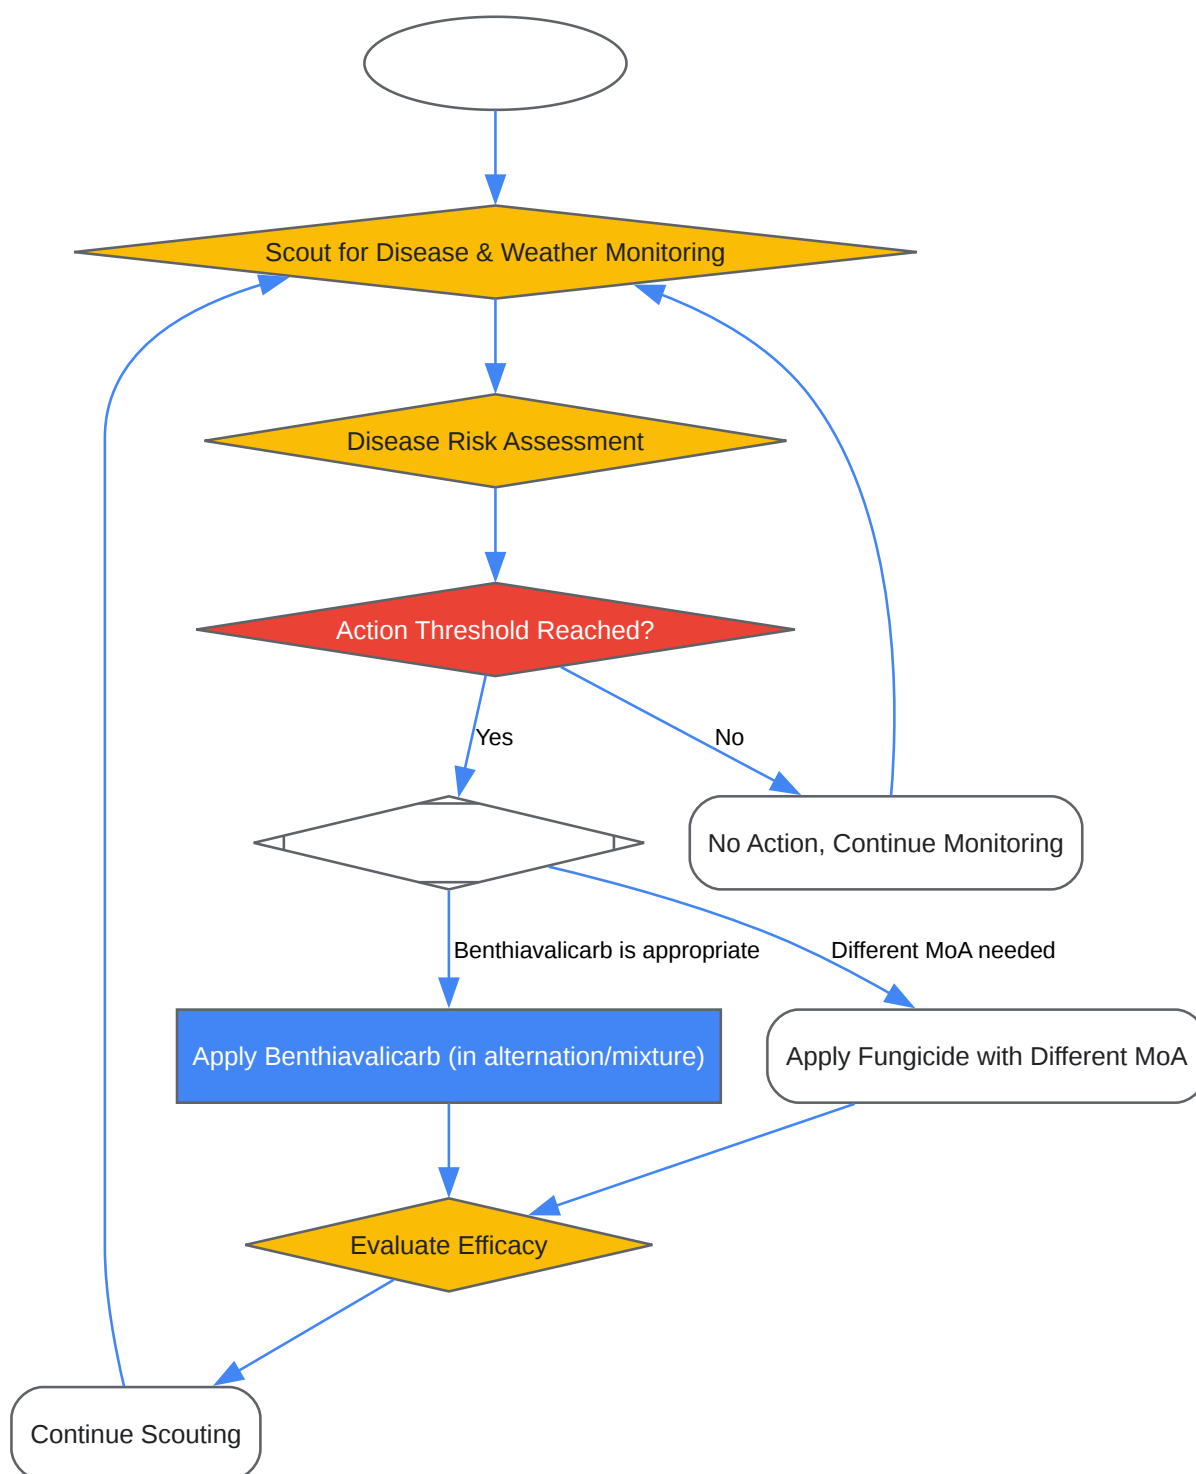 Scout for Disease & Weather Monitoring
Disease Risk Assessment
Action Threshold Reached?
Yes
No
No Action, Continue Monitoring
Benthiavalicarb is appropriate
Different MoA needed
Apply Benthiavalicarb (in alternation/mixture)
Apply Fungicide with Different MoA
Evaluate Efficacy
Continue Scouting